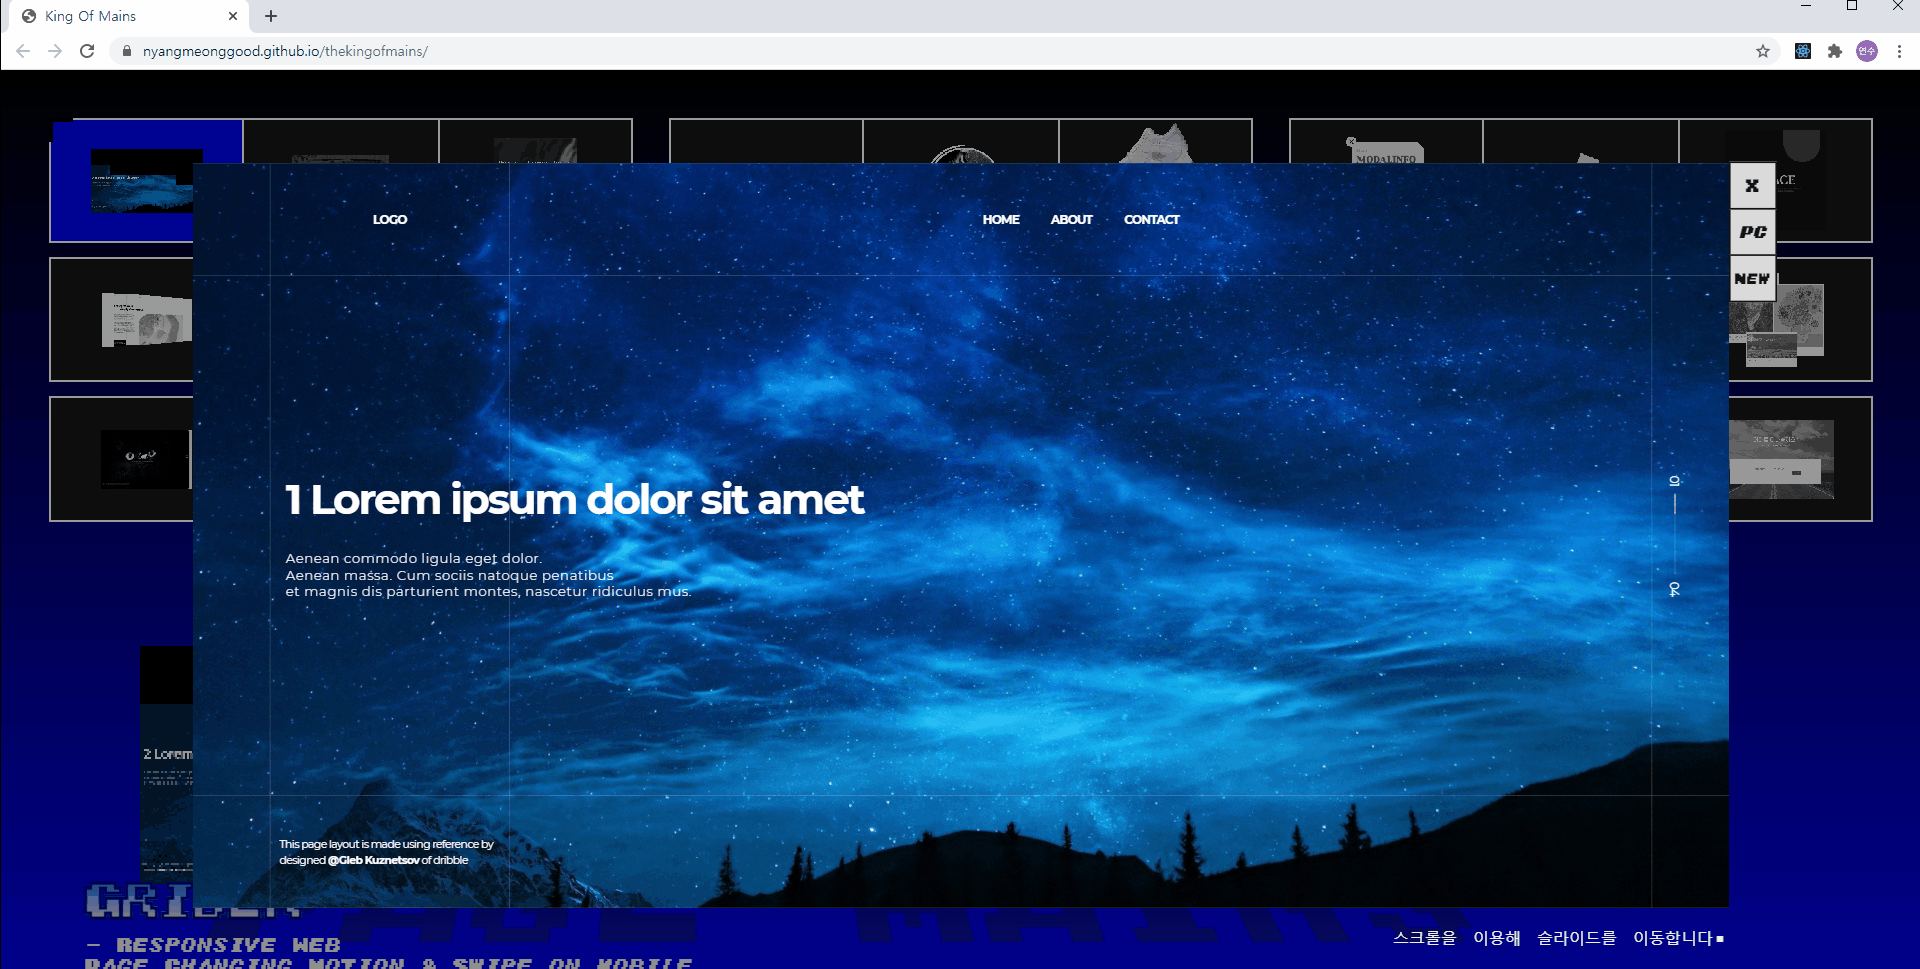 King Of Mains
nyangmeonggood.github.io/thekingofmains/
연수
MODALINFO
ACE
X
PC
NEW
LOGO
HOME ABOUT CONTACT
1 Lorem ipsum dolor sit amet
Aenean commodo ligula eget dolor.
Aenean massa. Cum sociis natoque penatibus
et magnis dis parturient montes, nascetur ridiculus mus.
01
04
2 Lorem
This page layout is made using reference by
designed @Gleb Kuznetsov of dribble
- RESPONSIVE WEB
PAGE CHANGING MOTION & SWIPE ON MOBILE
스크롤을 이용해 슬라이드를 이동합니다■